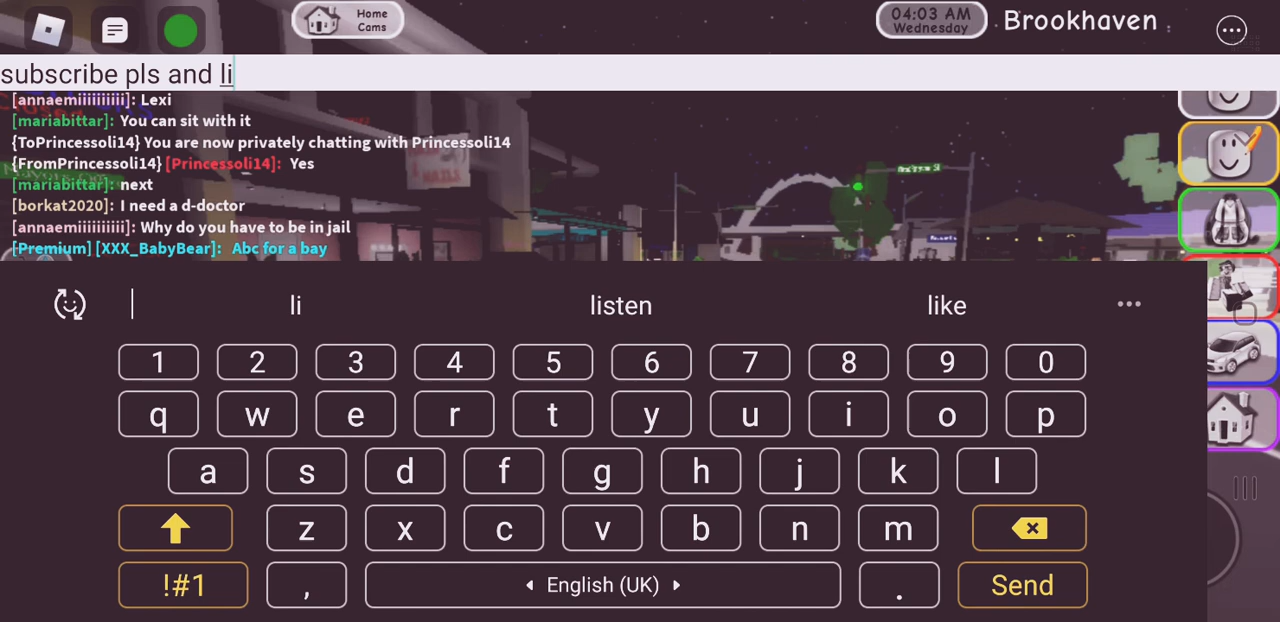 Home
Cams
04:03 AM
Wednesday
Brookhaven
subscribe pls and li
[annaemiiiiiiiiii]: Lexi
[mariabittar]: You can sit with it
{ToPrincessoli14} You are now privately chatting with Princessoli14
{FromPrincessoli14} [Princessoli14]: Yes
[mariabittar]: next
[borkat2020]: I need a d-doctor
[annaemiiiiiiiiii]: Why do you have to be in jail
[Premium] [XXX_BabyBear]: Abc for a bay
li listen like
1 2 3 4 5 6 7 8 9 0
q w e r t y u i o p
a s d f g h j k l
z x c v b n m
!#1 , English (UK) . Send